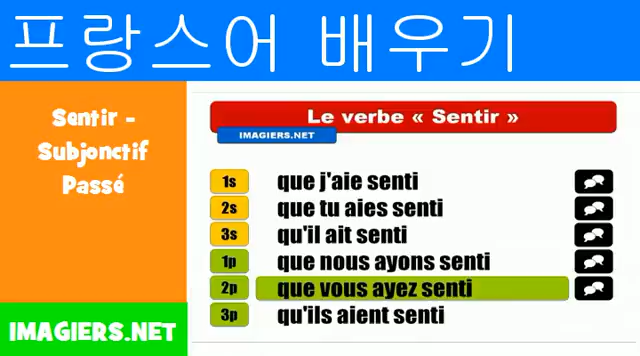 프랑스어 배우기
Sentir -
Subjonctif
Passé
IMAGIERS.NET
Le verbe « Sentir »
IMAGIERS.NET
1s que j'aie senti
2s que tu aies senti
3s qu'il ait senti
1p que nous ayons senti
2p que vous ayez senti
3p qu'ils aient senti